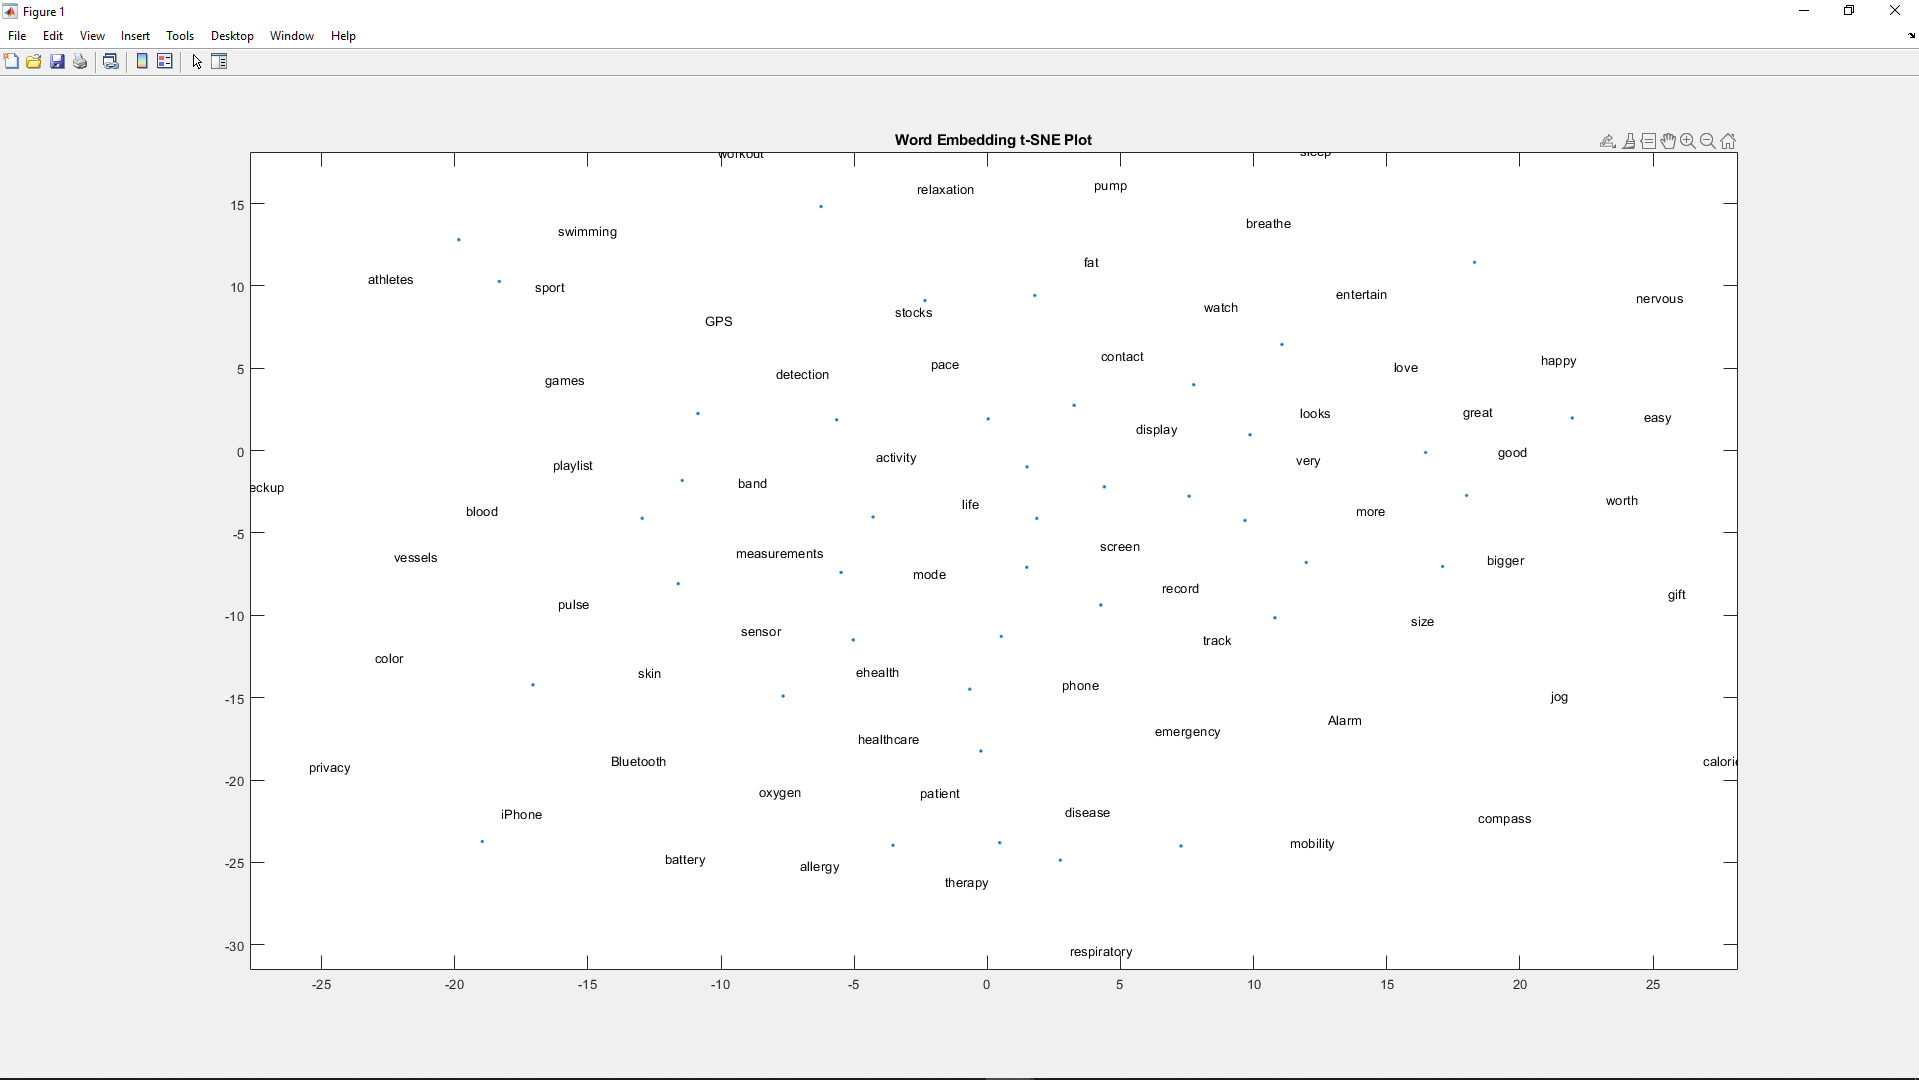 Figure 1
File Edit View Insert Tools Desktop Window Help
Word Embedding t-SNE Plot
workout
sleep
pump
relaxation
15
breathe
swimming
fat
athletes
10
sport
entertain
nervous
watch
stocks
GPS
contact
happy
pace
love
5
detection
games
great
looks
easy
display
0
good
activity
very
playlist
band
eckup
worth
life
blood
more
-5
screen
measurements
vessels
bigger
mode
record
gift
pulse
-10
size
sensor
track
color
ehealth
skin
phone
-15
jog
Alarm
emergency
healthcare
Bluetooth
calorie
privacy
-20
oxygen
patient
disease
iPhone
compass
mobility
battery
-25
allergy
therapy
-30
respiratory
-25 -20 -15 -10 -5 0 5 10 15 20 25